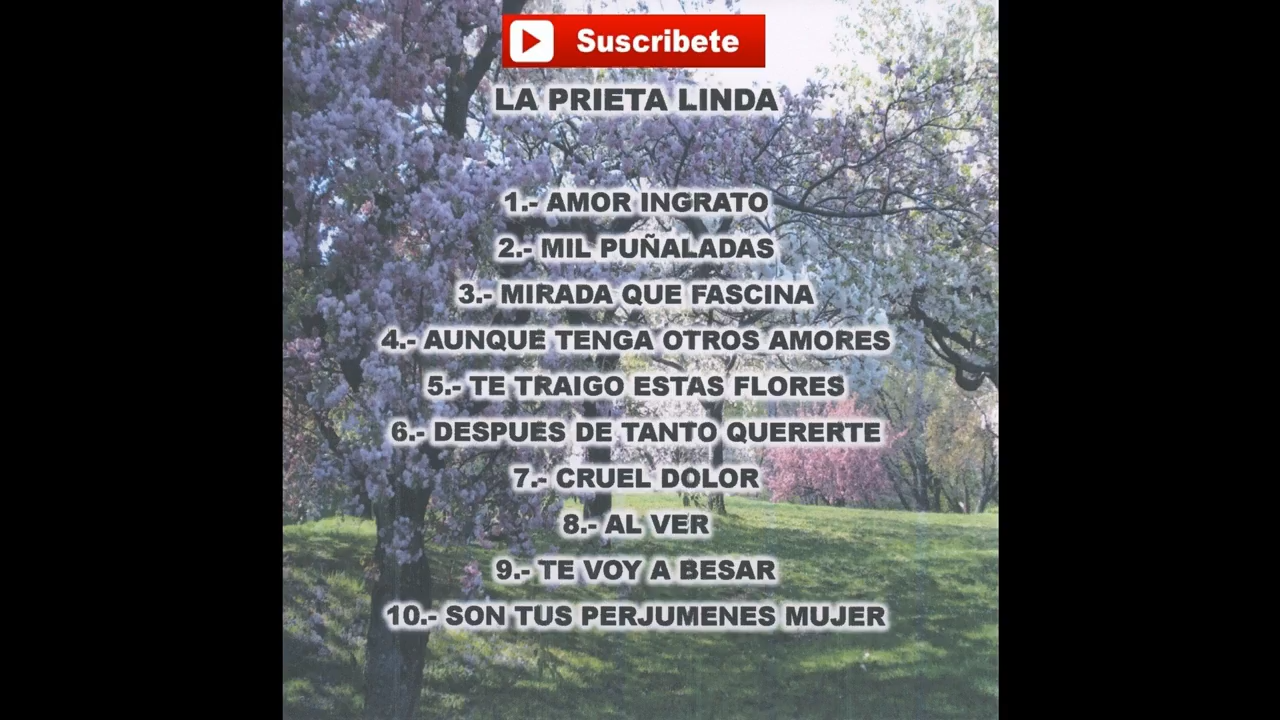 Suscribete
LA PRIETA LINDA
1.- AMOR INGRATO
2.- MIL PUÑALADAS
3.- MIRADA QUE FASCINA
4.- AUNQUE TENGA OTROS AMORES
5.- TE TRAIGO ESTAS FLORES
6.- DESPUES DE TANTO QUERERTE
7.- CRUEL DOLOR
8.- AL VER
9.- TE VOY A BESAR
10.- SON TUS PERJUMENES MUJER